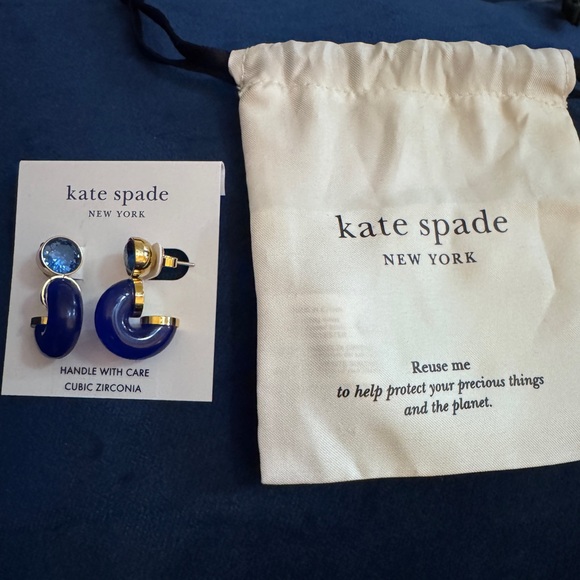 kate spade
NEW YORK
HANDLE WITH CARE
CUBIC ZIRCONIA
kate spade
NEW YORK
Reuse me
to help protect your precious things
and the planet.